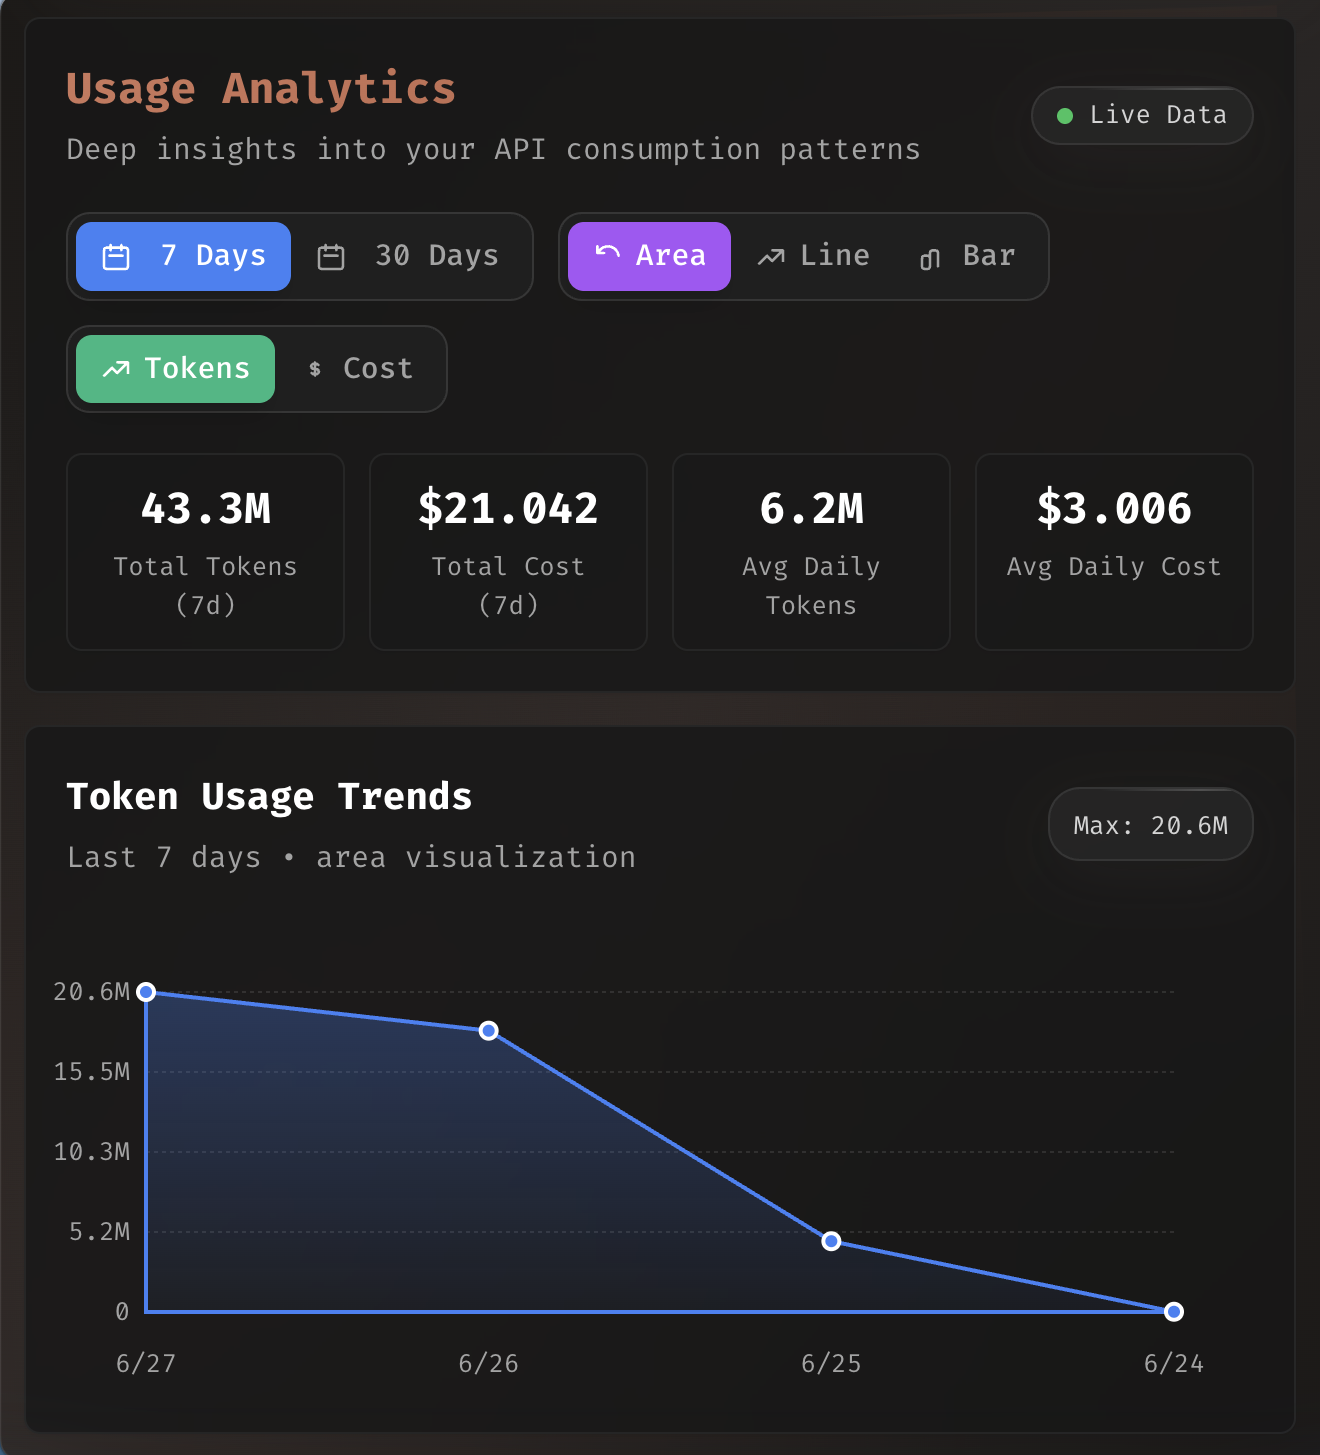 Usage Analytics
Deep insights into your API consumption patterns
Live Data
7 Days
30 Days
Area
Line
Bar
Tokens
$ Cost
43.3M
Total Tokens
(7d)
$21.042
Total Cost
(7d)
6.2M
Avg Daily
Tokens
$3.006
Avg Daily Cost
Token Usage Trends
Last 7 days • area visualization
Max: 20.6M
20.6M
15.5M
10.3M
5.2M
0
6/27
6/26
6/25
6/24